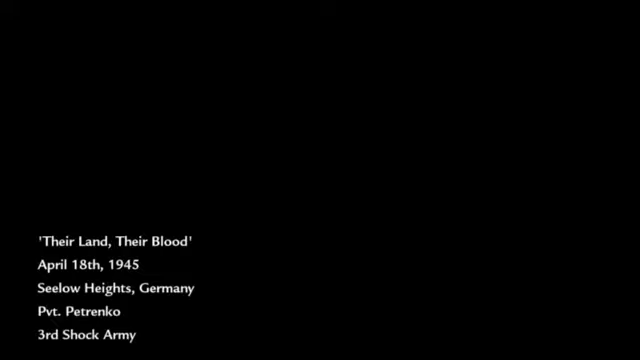 'Their Land, Their Blood'
April 18th, 1945
Seelow Heights, Germany
Pvt. Petrenko
3rd Shock Army